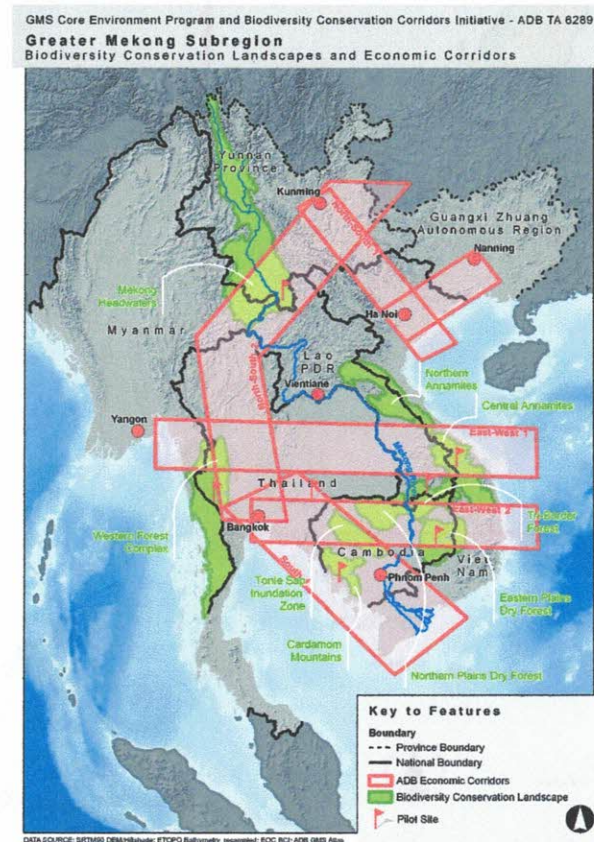 GMS Core Environment Program and Biodiversity Conservation Corridors Initiative - ADB TA 6289
Greater Mekong Subregion
Biodiversity Conservation Landscapes and Economic Corridors
Yunnan
Province
Kunming
Guangxi Zhuang
Autonomous Region
Nanning
Mekong
Headwaters
Ha Noi
Myanmar
Lao
PDR
Northern
Annamites
Vientiane
Central Annamites
Yangon
East-West 1
Thailand
East-West 2
Western Forest
Complex
Bangkok
Tri Border
Forest
Cambodia
Viet
Nam
Phnom Penh
Tonle Sap
Inundation
Zone
Eastern Plains
Dry Forest
Cardamom
Mountains
Northern Plains Dry Forest
Key to Features
Boundary
Province Boundary
National Boundary
ADB Economic Corridors
Biodiversity Conservation Landscape
Pilot Site